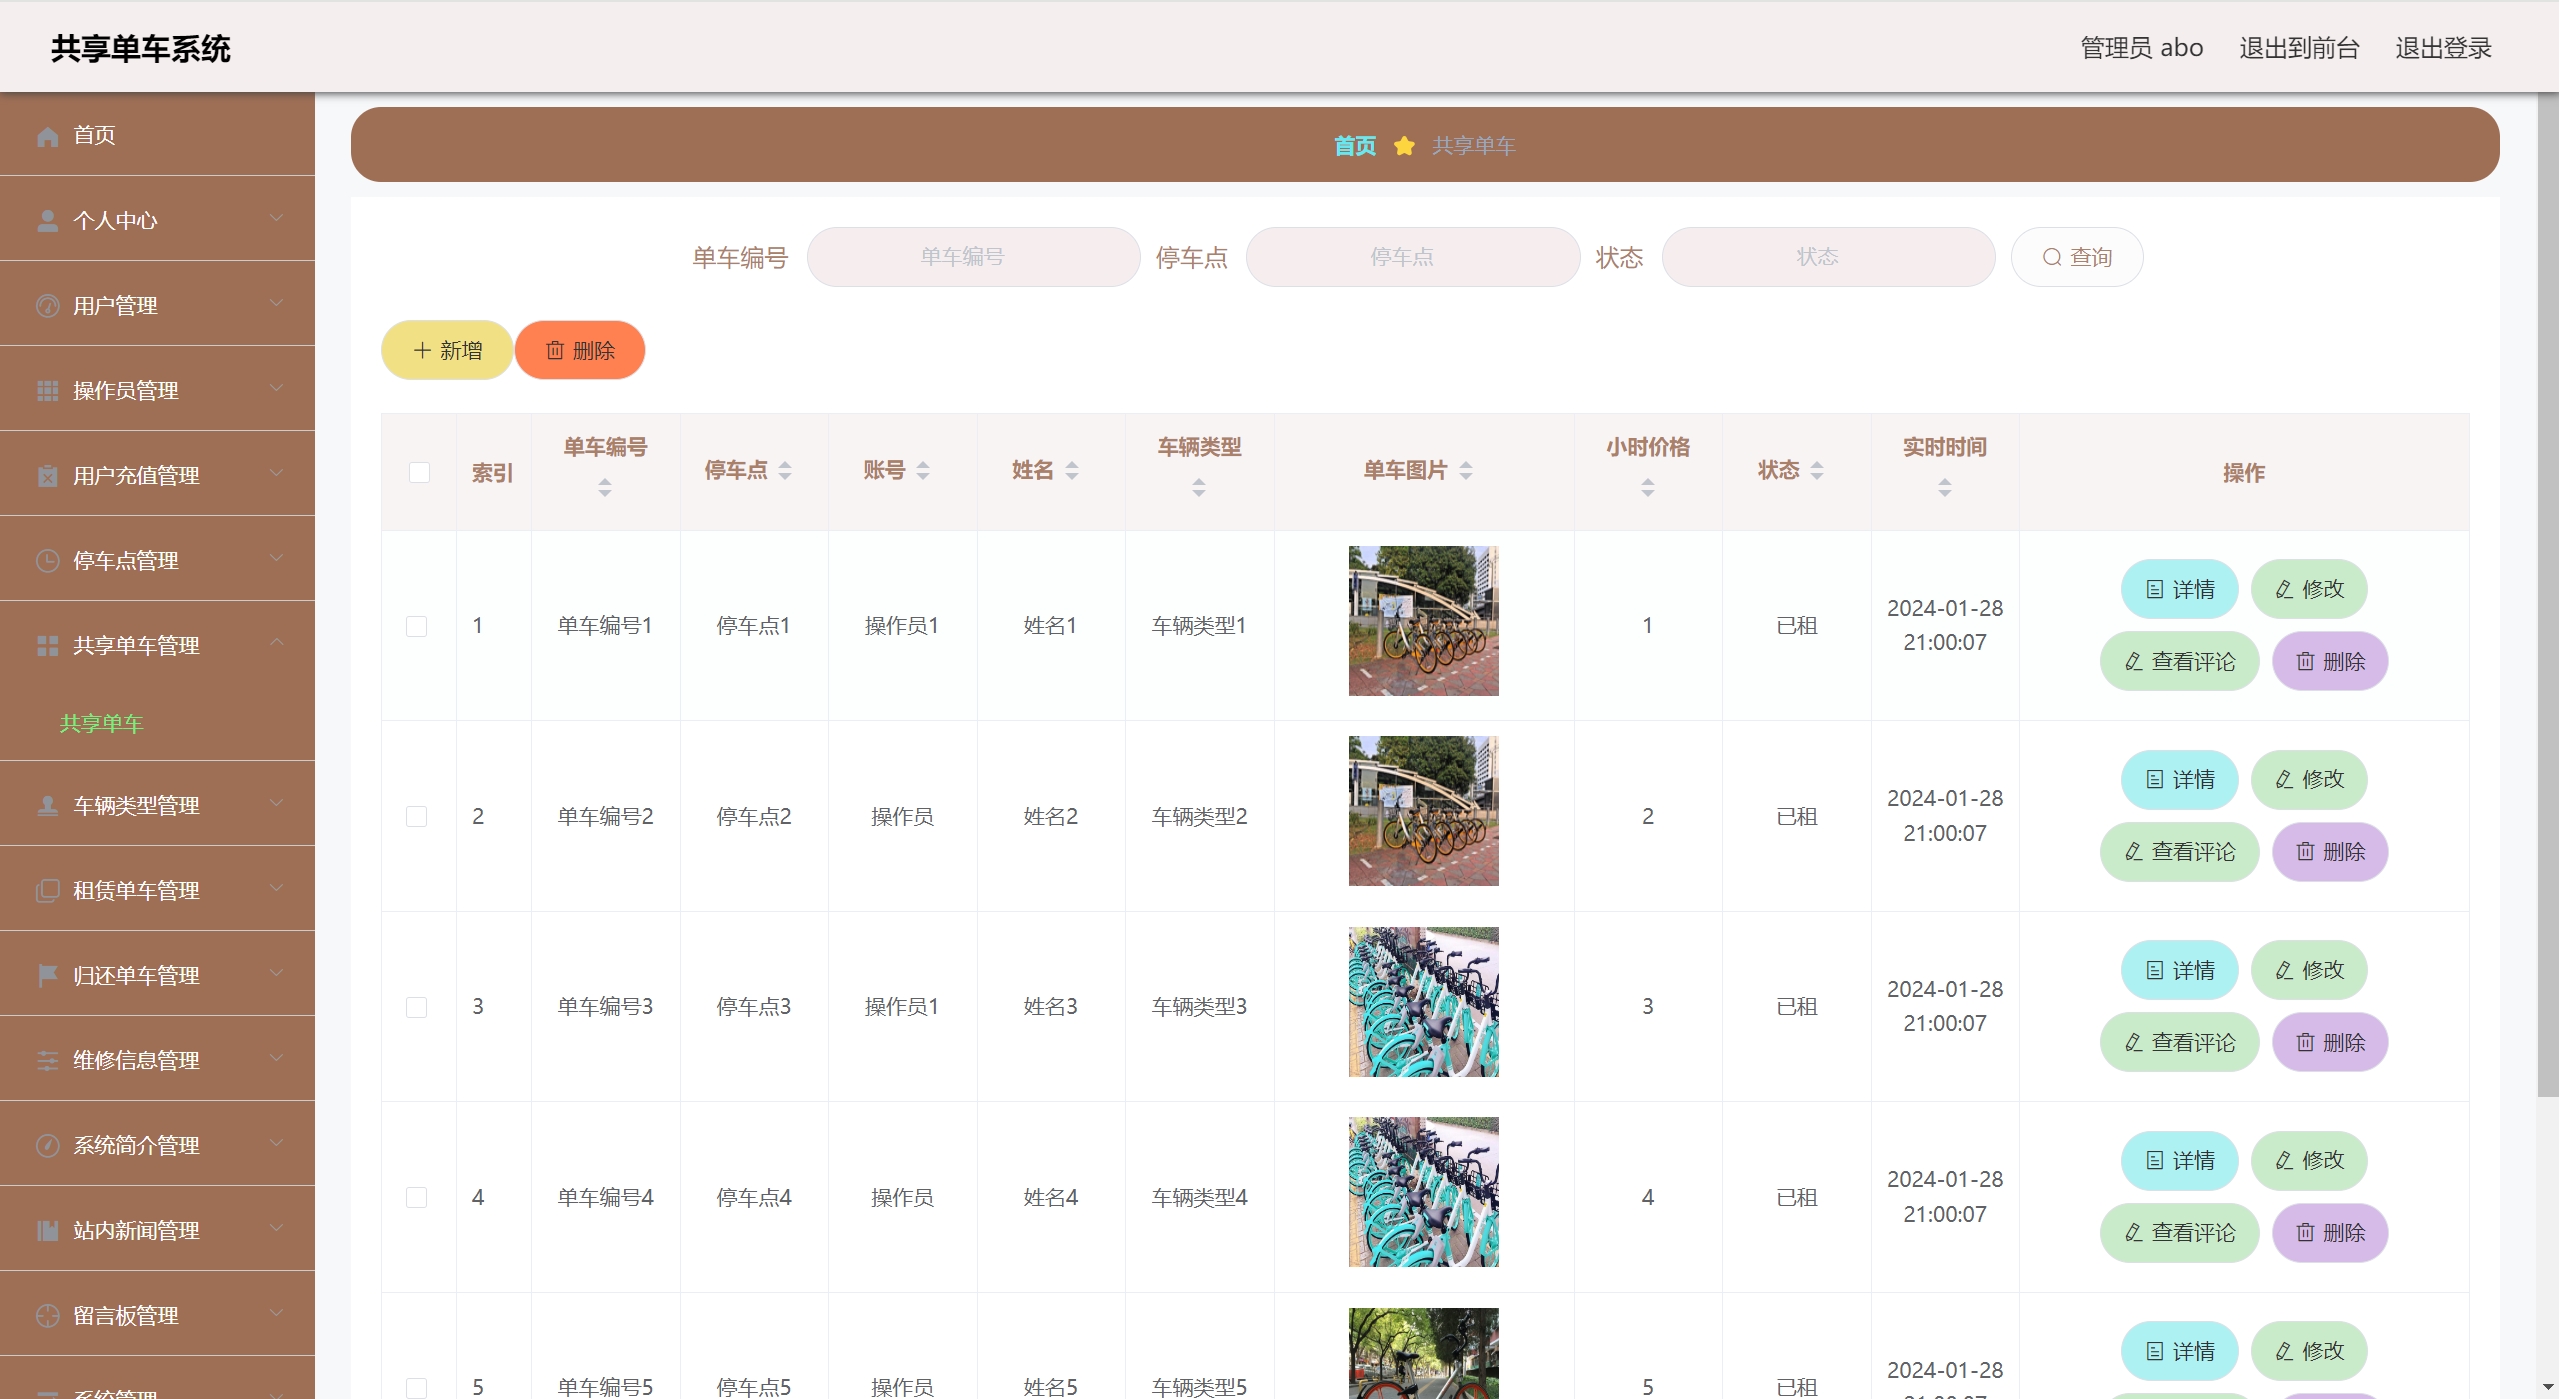 共享单车系统
管理员 abo 退出到前台 退出登录
首页
个人中心
用户管理
操作员管理
用户充值管理
停车点管理
共享单车管理
共享单车
车辆类型管理
租赁单车管理
归还单车管理
维修信息管理
系统简介管理
站内新闻管理
留言板管理
系统管理
首页 共享单车
单车编号 单车编号 停车点 停车点 状态 状态 查询
新增 删除
索引 单车编号 停车点 账号 姓名 车辆类型 单车图片 小时价格 状态 实时时间 操作
1 单车编号1 停车点1 操作员1 姓名1 车辆类型1 1 已租 2024-01-28 21:00:07 详情 修改
查看评论 删除
2 单车编号2 停车点2 操作员 姓名2 车辆类型2 2 已租 2024-01-28 21:00:07 详情 修改
查看评论 删除
3 单车编号3 停车点3 操作员1 姓名3 车辆类型3 3 已租 2024-01-28 21:00:07 详情 修改
查看评论 删除
4 单车编号4 停车点4 操作员 姓名4 车辆类型4 4 已租 2024-01-28 21:00:07 详情 修改
查看评论 删除
5 单车编号5 停车点5 操作员 姓名5 车辆类型5 5 已租 2024-01-28 详情 修改